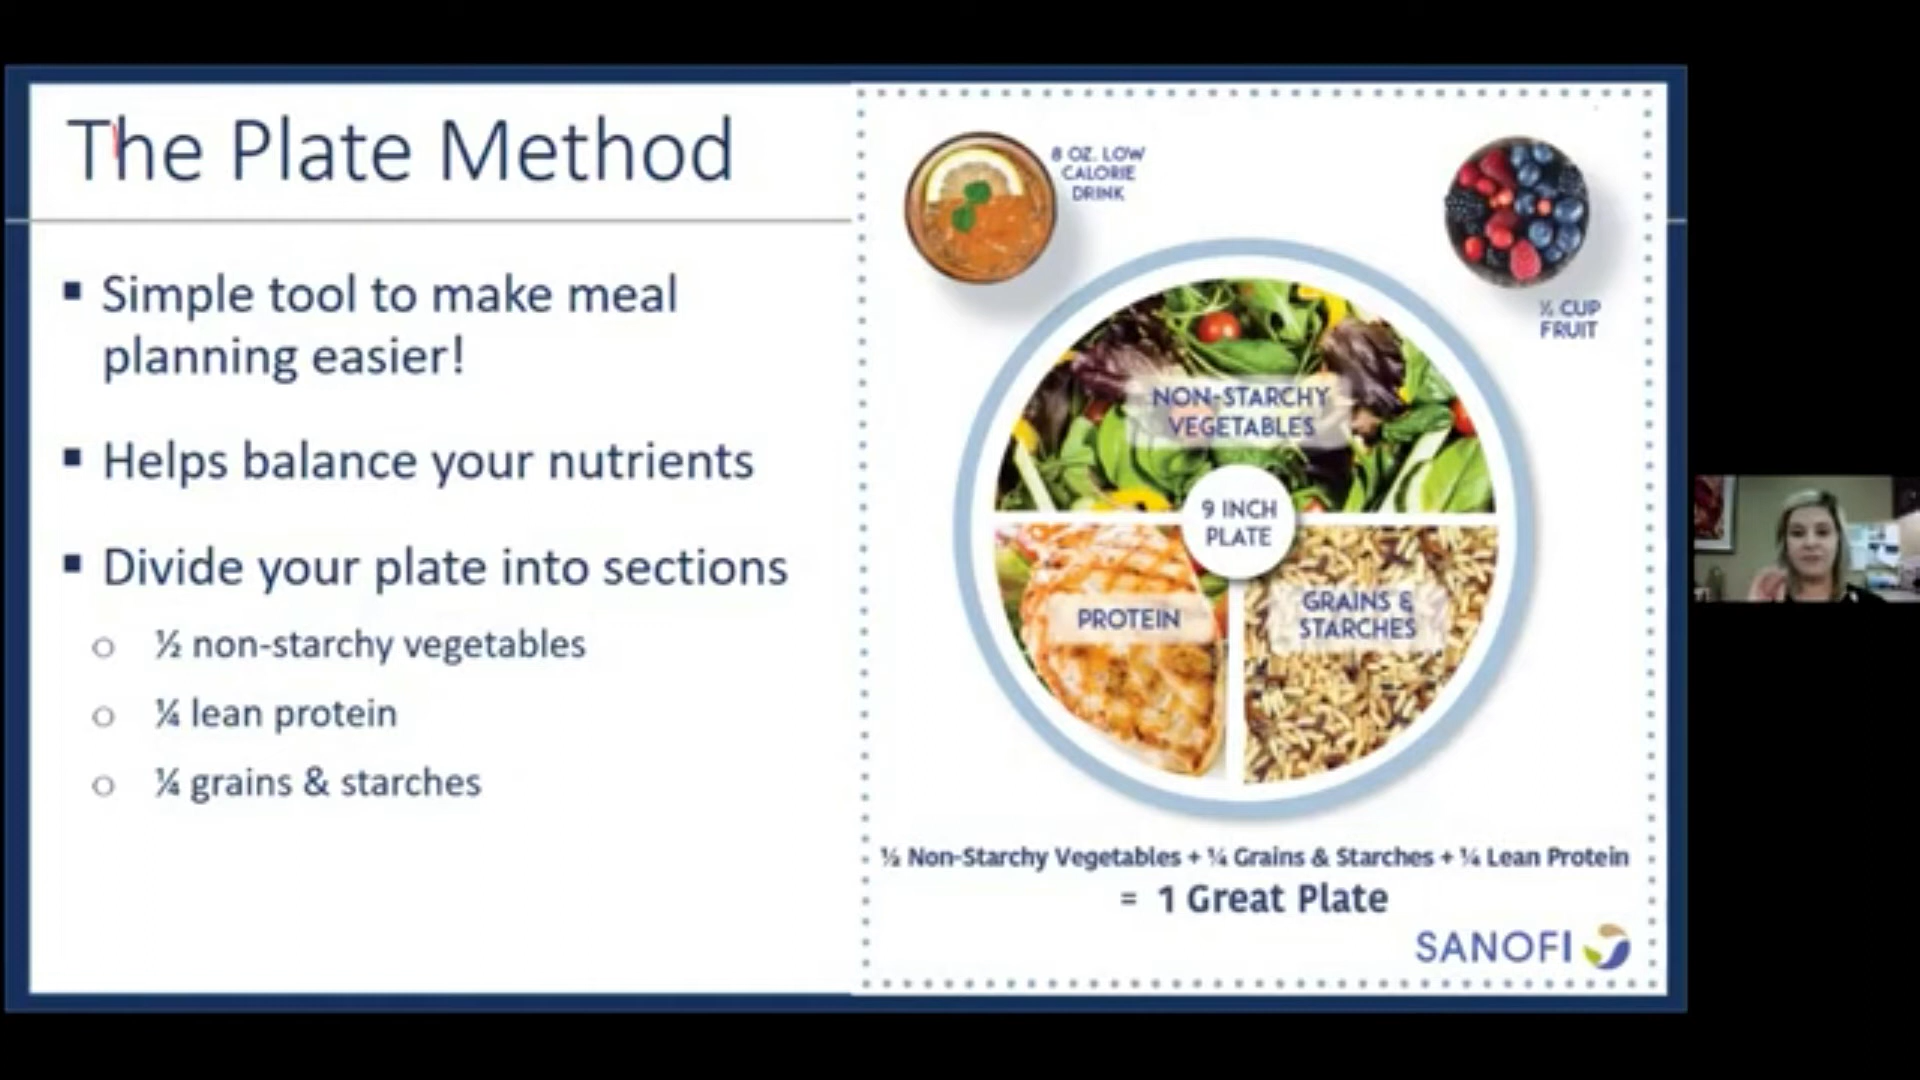 The Plate Method
▪ Simple tool to make meal
planning easier!
▪ Helps balance your nutrients
▪ Divide your plate into sections
o ½ non-starchy vegetables
o ¼ lean protein
o ¼ grains & starches
8 OZ. LOW
CALORIE
DRINK
½ CUP
FRUIT
NON-STARCHY
VEGETABLES
9 INCH
PLATE
PROTEIN
GRAINS &
STARCHES
½ Non-Starchy Vegetables + ¼ Grains & Starches + ¼ Lean Protein
= 1 Great Plate
SANOFI